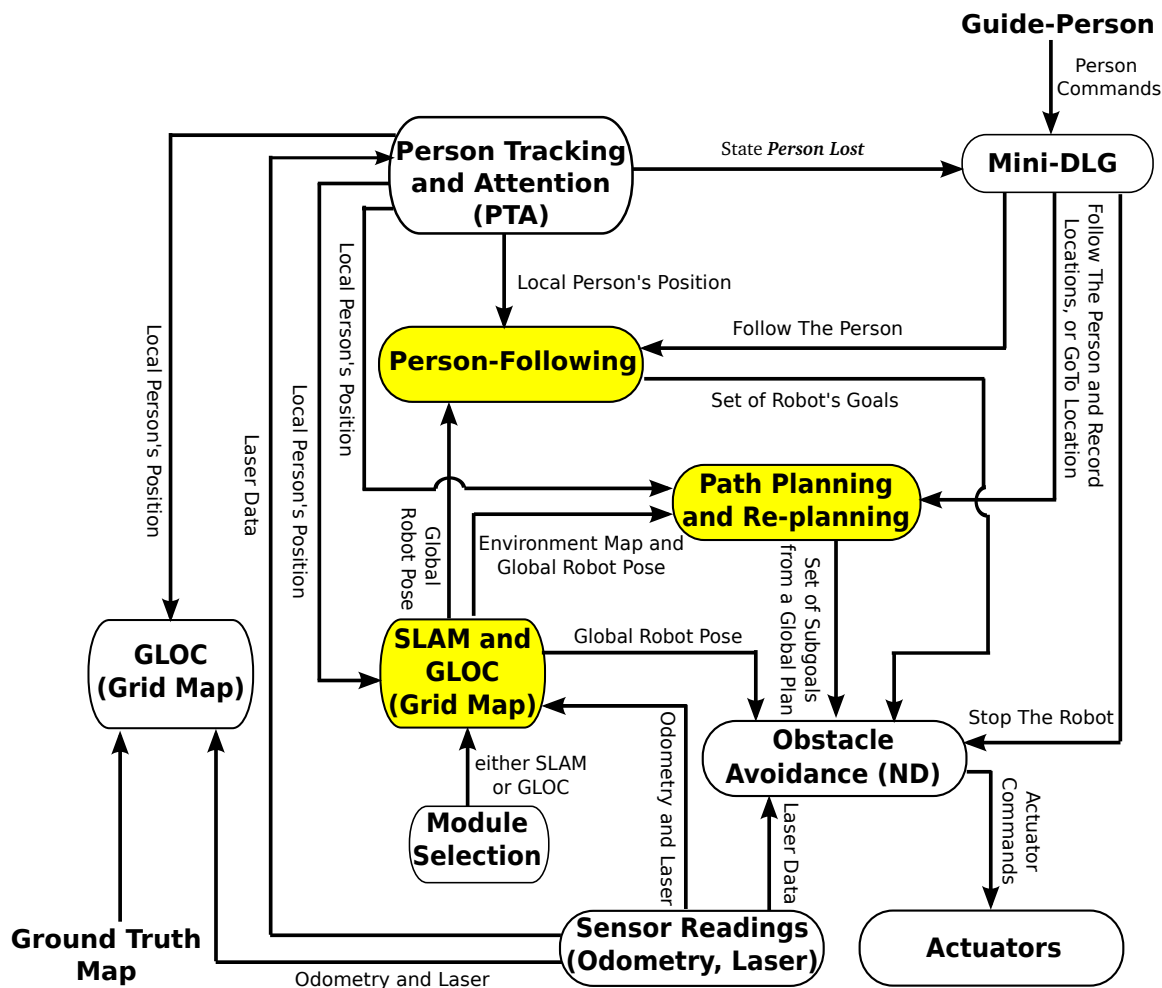 Guide-Person
Person
Commands
Person Tracking
and Attention
(PTA)
State Person Lost
Mini-DLG
Local Person's Position
Follow The Person
Follow The Person and Record
Locations, or GoTo Location
Person-Following
Set of Robot's Goals
Local Person's Position
Laser Data
Local Person's Position
Local Person's Position
Path Planning
and Re-planning
Global
Robot Pose
Environment Map and
Global Robot Pose
Set of Subgoals
from a Global Plan
GLOC
(Grid Map)
SLAM and
GLOC
(Grid Map)
Global Robot Pose
Stop The Robot
Obstacle
Avoidance (ND)
either SLAM
or GLOC
Odometry and Laser
Laser Data
Actuator
Commands
Module
Selection
Ground Truth
Map
Sensor Readings
(Odometry, Laser)
Actuators
Odometry and Laser